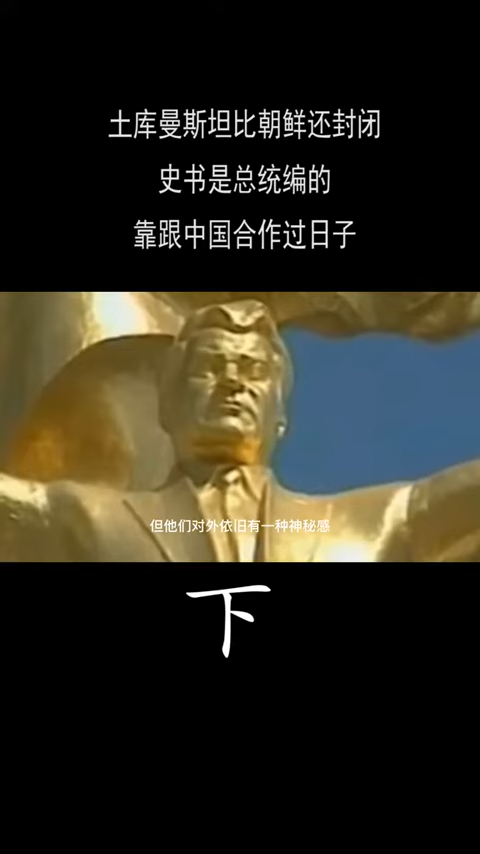 土库曼斯坦比朝鲜还封闭
史书是总统编的
靠跟中国合作过日子
但他们对外依旧有一种神秘感
下